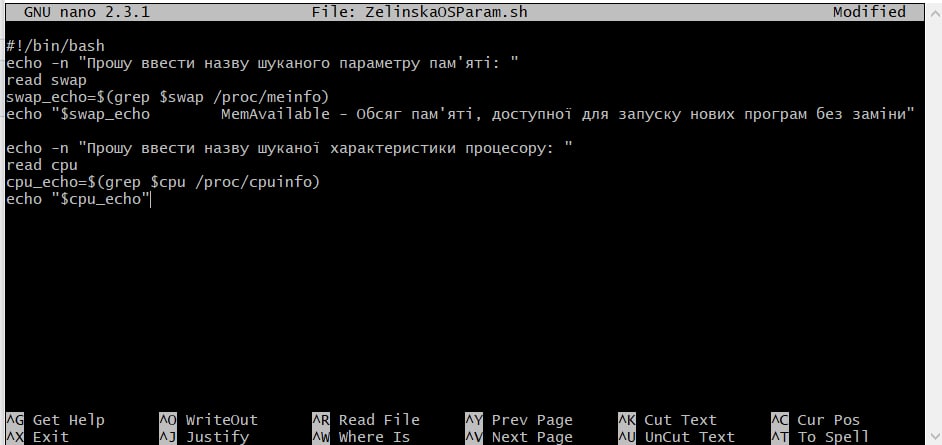 GNU nano 2.3.1 File: ZelinskaOSParam.sh Modified
#!/bin/bash
echo -n "Прошу ввести назву шуканого параметру пам'яті: "
read swap
swap_echo=$(grep $swap /proc/meinfo)
echo "$swap_echo MemAvailable - Обсяг пам'яті, доступної для запуску нових програм без заміни"
echo -n "Прошу ввести назву шуканої характеристики процесору: "
read cpu
cpu_echo=$(grep $cpu /proc/cpuinfo)
echo "$cpu_echo"
^G Get Help ^O WriteOut ^R Read File ^Y Prev Page ^K Cut Text ^C Cur Pos
^X Exit ^J Justify ^W Where Is ^V Next Page ^U UnCut Text ^T To Spell